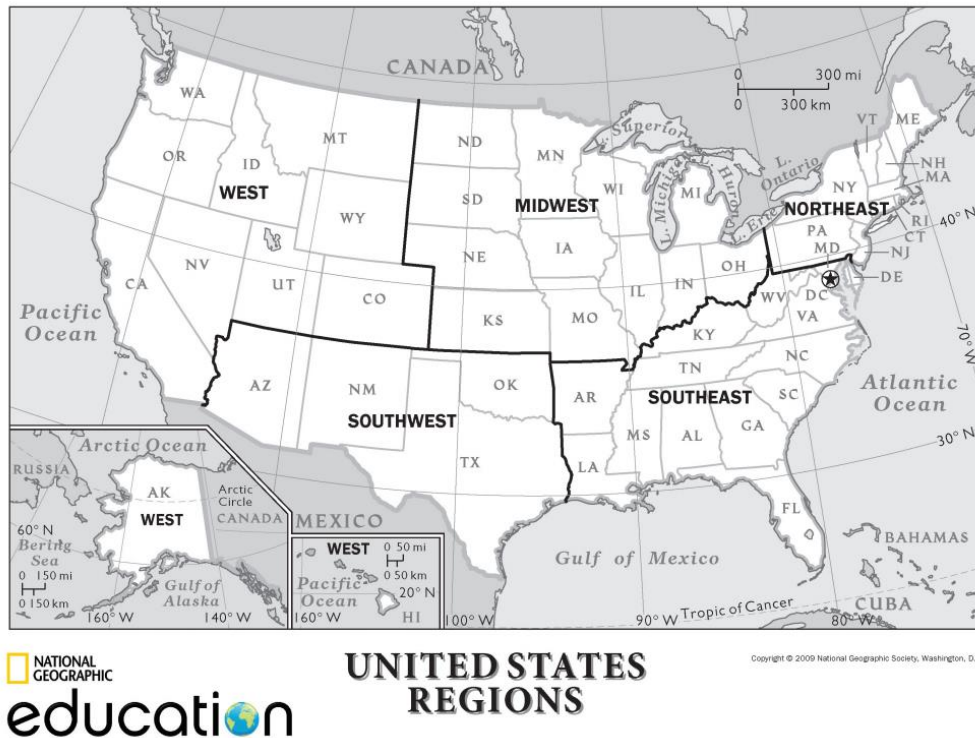 CANADA
0 300 mi
0 300 km
WA
MT
ND
MN
L. Superior
VT
ME
OR
ID
WEST
WY
SD
MIDWEST
WI
L. Michigan
MI
L. Huron
L. Ontario
L. Erie
NY
NORTHEAST
NH
MA
RI
CT
40° N
PA
MD
NJ
DE
NV
CA
UT
CO
NE
IA
IL
IN
OH
WV
DC
VA
KS
MO
KY
70° W
Pacific
Ocean
AZ
NM
OK
SOUTHWEST
TX
AR
TN
NC
SOUTHEAST
SC
MS
AL
GA
LA
FL
Atlantic
Ocean
30° N
Arctic Ocean
RUSSIA
AK
WEST
Arctic
Circle
CANADA
60° N
Bering
Sea
0 150 mi
0 150 km
Gulf of
Alaska
160° W
140° W
MEXICO
WEST
0 50 mi
0 50 km
Pacific
Ocean
20° N
HI
160° W
100° W
Gulf of Mexico
BAHAMAS
Tropic of Cancer
CUBA
90° W
80° W
NATIONAL
GEOGRAPHIC
education
UNITED STATES
REGIONS
Copyright © 2009 National Geographic Society, Washington, D.